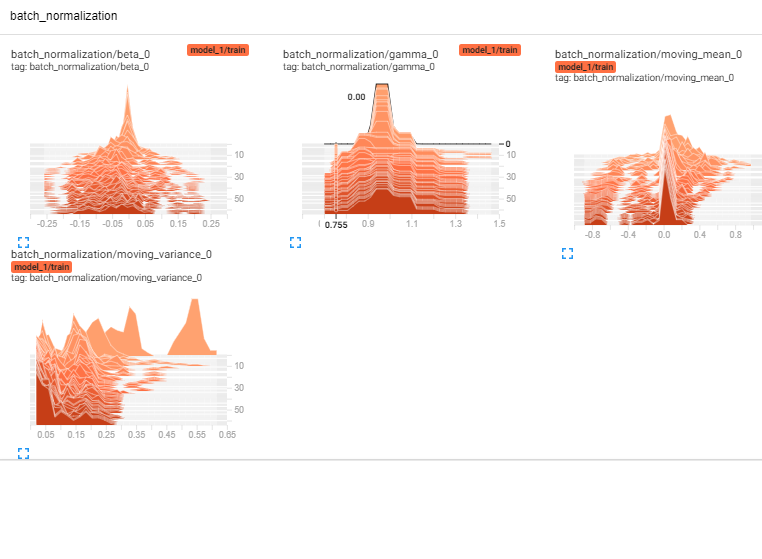 batch_normalization
batch_normalization/beta_0
model_1/train
tag: batch_normalization/beta_0
10
30
50
-0.25 -0.15 -0.05 0.05 0.15 0.25
batch_normalization/gamma_0
model_1/train
tag: batch_normalization/gamma_0
0.00
0
10
30
50
0.755 0.9 1.1 1.3 1.5
batch_normalization/moving_mean_0
model_1/train
tag: batch_normalization/moving_mean_0
-0.8 -0.4 0.0 0.4 0.8
batch_normalization/moving_variance_0
model_1/train
tag: batch_normalization/moving_variance_0
10
30
50
0.05 0.15 0.25 0.35 0.45 0.55 0.65